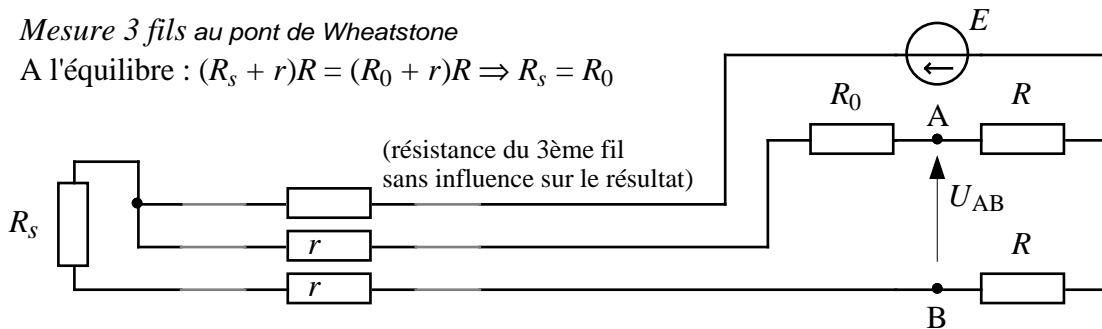 Mesure 3 fils au pont de Wheatstone
A l'équilibre : (Rs + r)R = (R0 + r)R ⇒ Rs = R0
E
R0
A
R
(résistance du 3ème fil
sans influence sur le résultat)
UAB
Rs
r
R
r
B